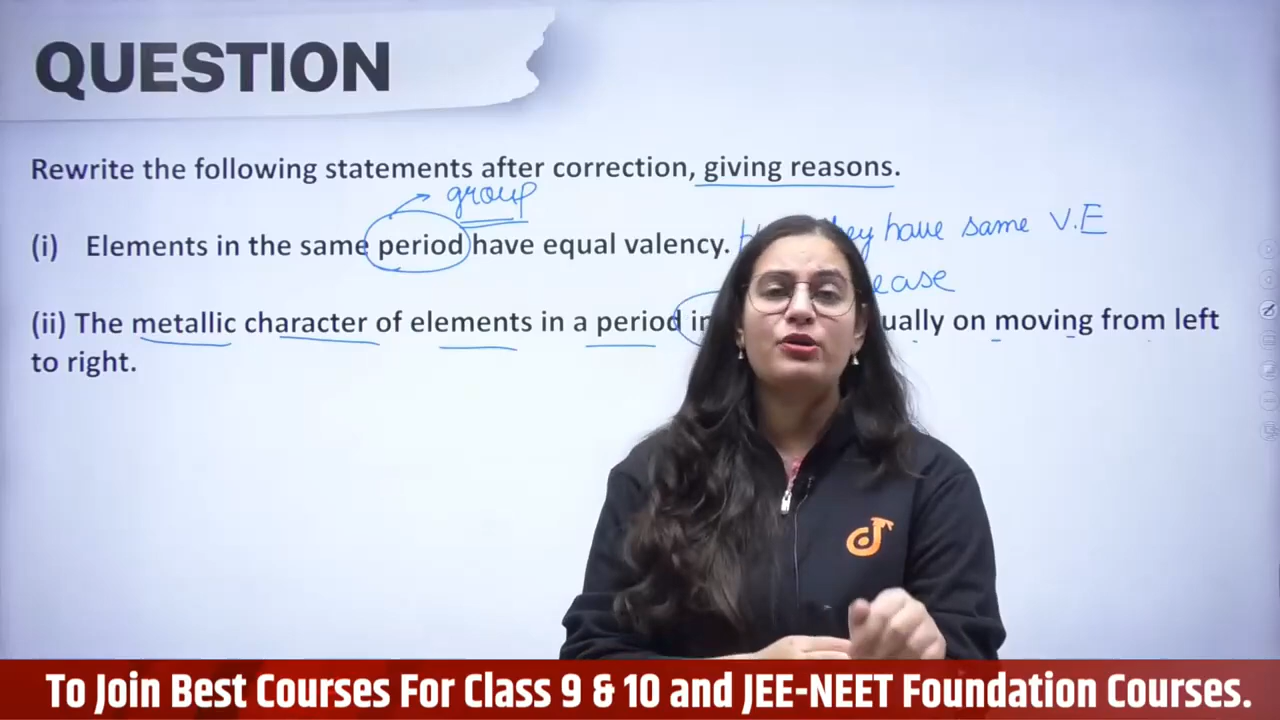 QUESTION
Rewrite the following statements after correction, giving reasons.
group
(i) Elements in the same period have equal valency.
have same V.E
(ii) The metallic character of elements in a period on moving from left
to right.
To Join Best Courses For Class 9 & 10 and JEE-NEET Foundation Courses.